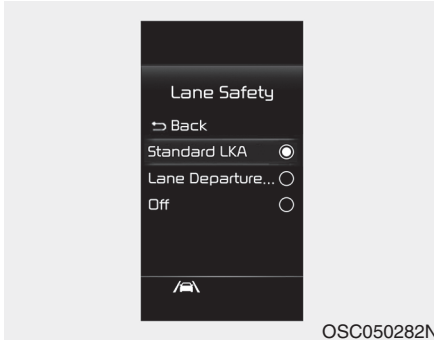 Lane Safety
Back
Standard LKA
Lane Departure...
Off
OSC050282N